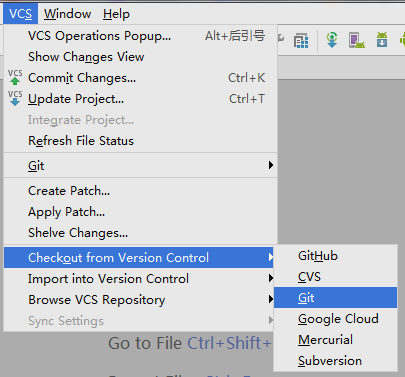 VCS Window Help
VCS Operations Popup... Alt+后引号
Show Changes View
VCS Commit Changes... Ctrl+K
VCS Update Project... Ctrl+T
Integrate Project...
Refresh File Status
Git
Create Patch...
Apply Patch...
Shelve Changes...
Checkout from Version Control
Import into Version Control
Browse VCS Repository
Sync Settings
GitHub
CVS
Git
Google Cloud
Mercurial
Subversion
Go to File Ctrl+Shift+